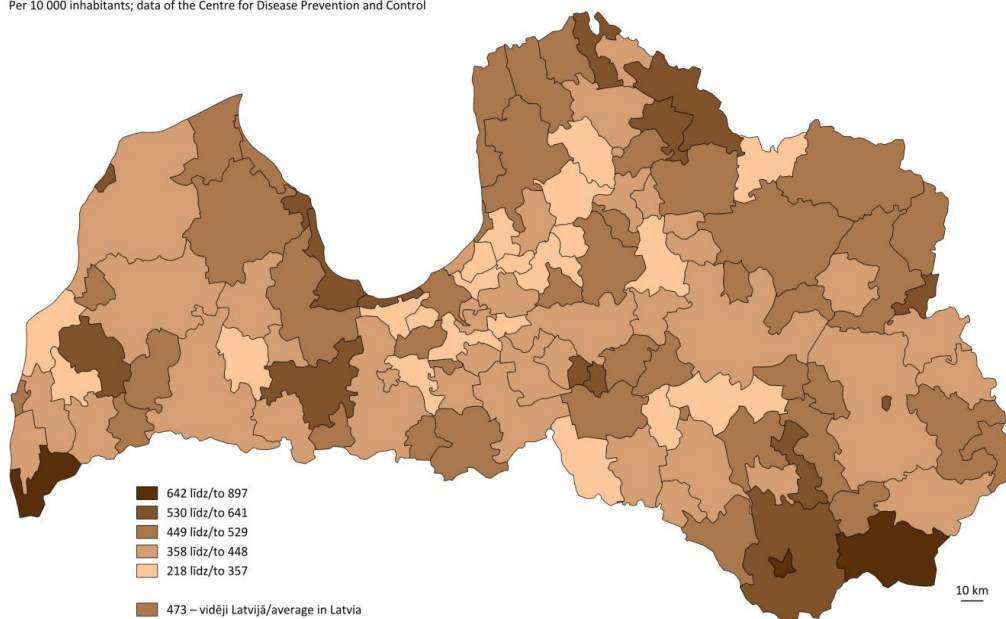 Per 10 000 inhabitants; data of the Centre for Disease Prevention and Control
642 līdz/to 897
530 līdz/to 641
449 līdz/to 529
358 līdz/to 448
218 līdz/to 357
473 – vidēji Latvijā/average in Latvia
10 km